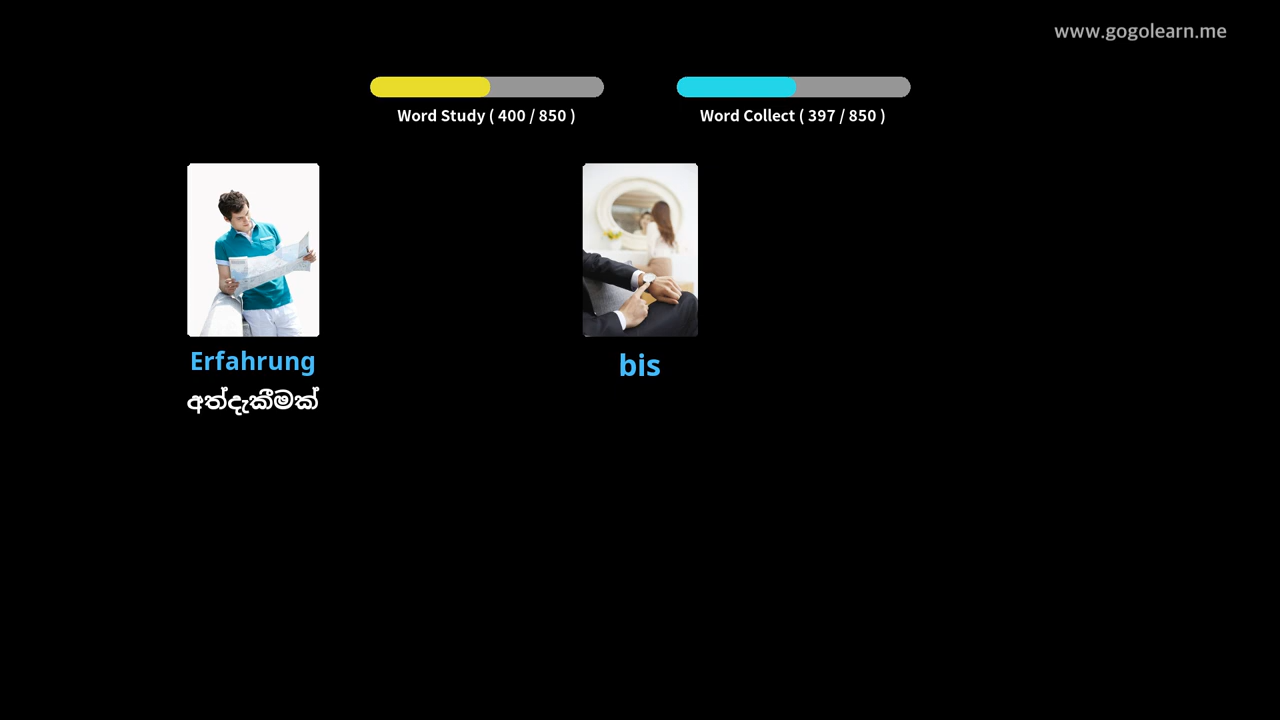 www.gogolearn.me
Word Study ( 400 / 850 )
Word Collect ( 397 / 850 )
Erfahrung
අත්දැකීමක්
bis